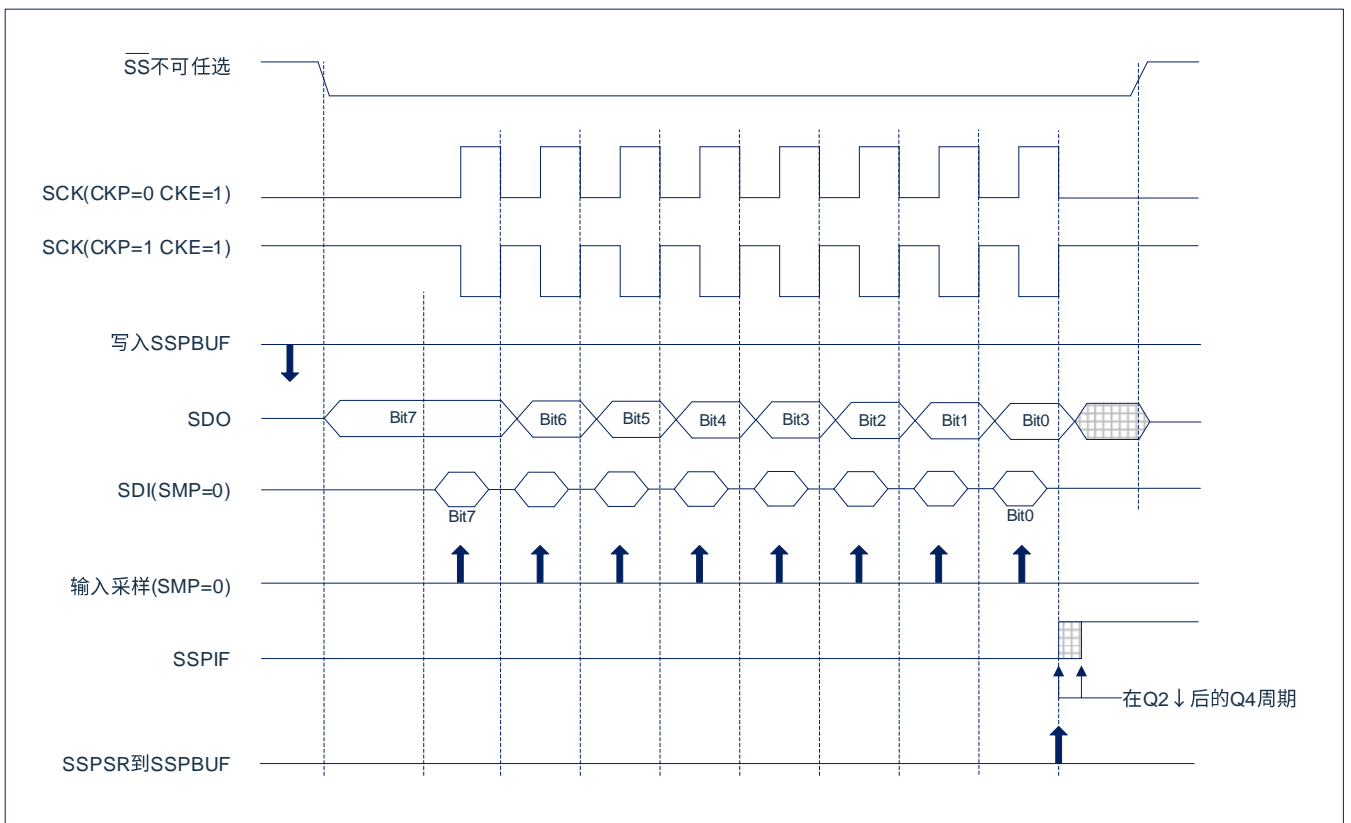 SS不可任选
SCK(CKP=0 CKE=1)
SCK(CKP=1 CKE=1)
写入SSPBUF
SDO
Bit7
Bit6
Bit5
Bit4
Bit3
Bit2
Bit1
Bit0
SDI(SMP=0)
Bit7
Bit0
输入采样(SMP=0)
SSPIF
在Q2↓后的Q4周期
SSPSR到SSPBUF